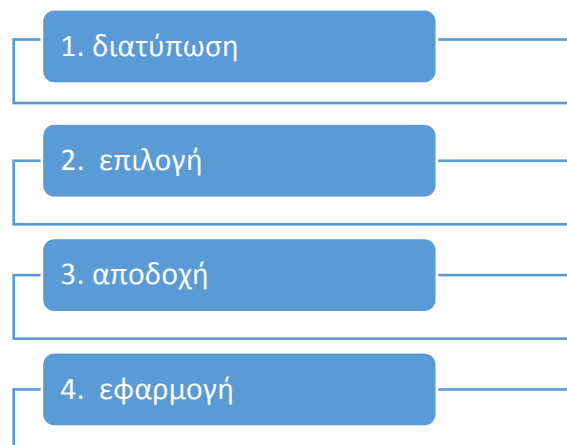 1. διατύπωση
2. επιλογή
3. αποδοχή
4. εφαρμογή